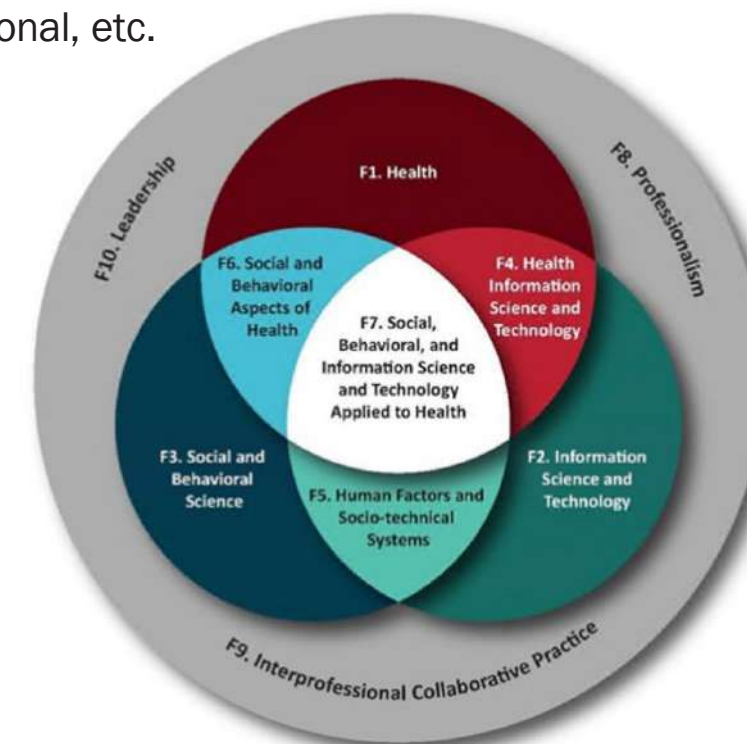 onal, etc.
F10. Leadership
F8. Professionalism
F1. Health
F6. Social and
Behavioral
Aspects of
Health
F4. Health
Information
Science and
Technology
F7. Social,
Behavioral, and
Information Science
and Technology
Applied to Health
F3. Social and
Behavioral
Science
F2. Information
Science and
Technology
F5. Human Factors and
Socio-technical
Systems
F9. Interprofessional Collaborative Practice